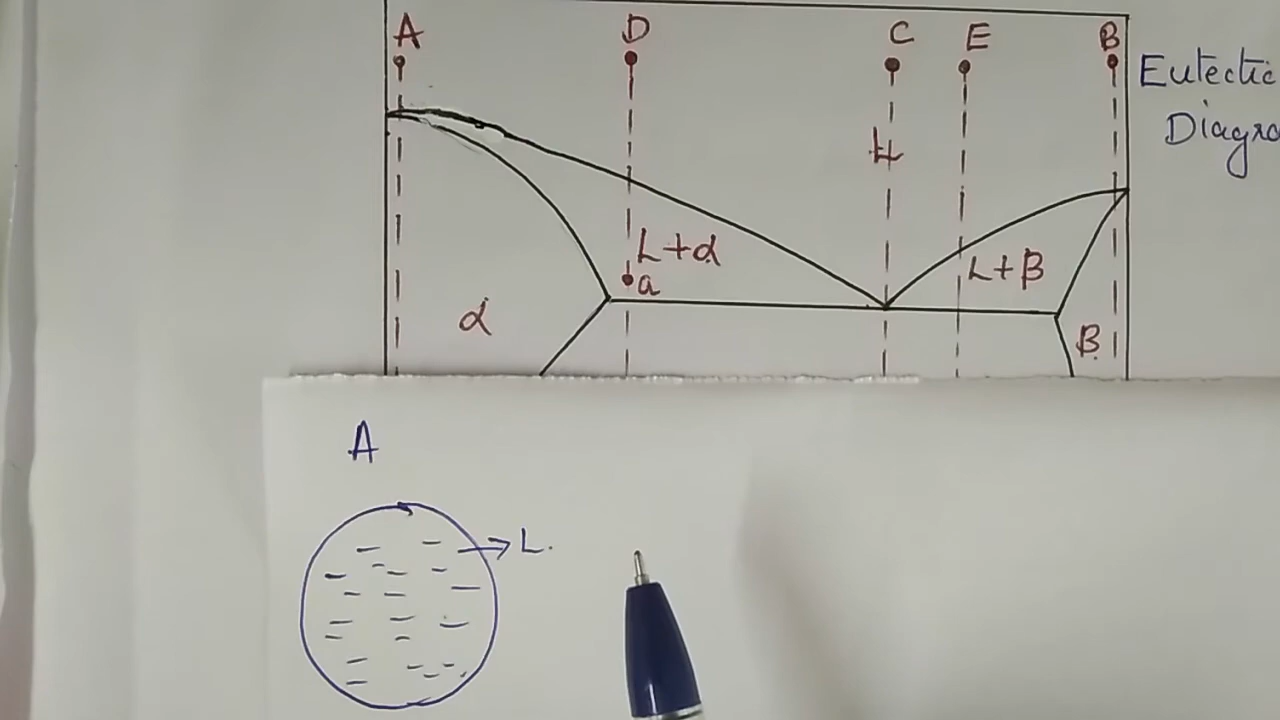 A D C E B
Eutectic
Diagra
L
L+α
L+β
a
α
β
A
L.